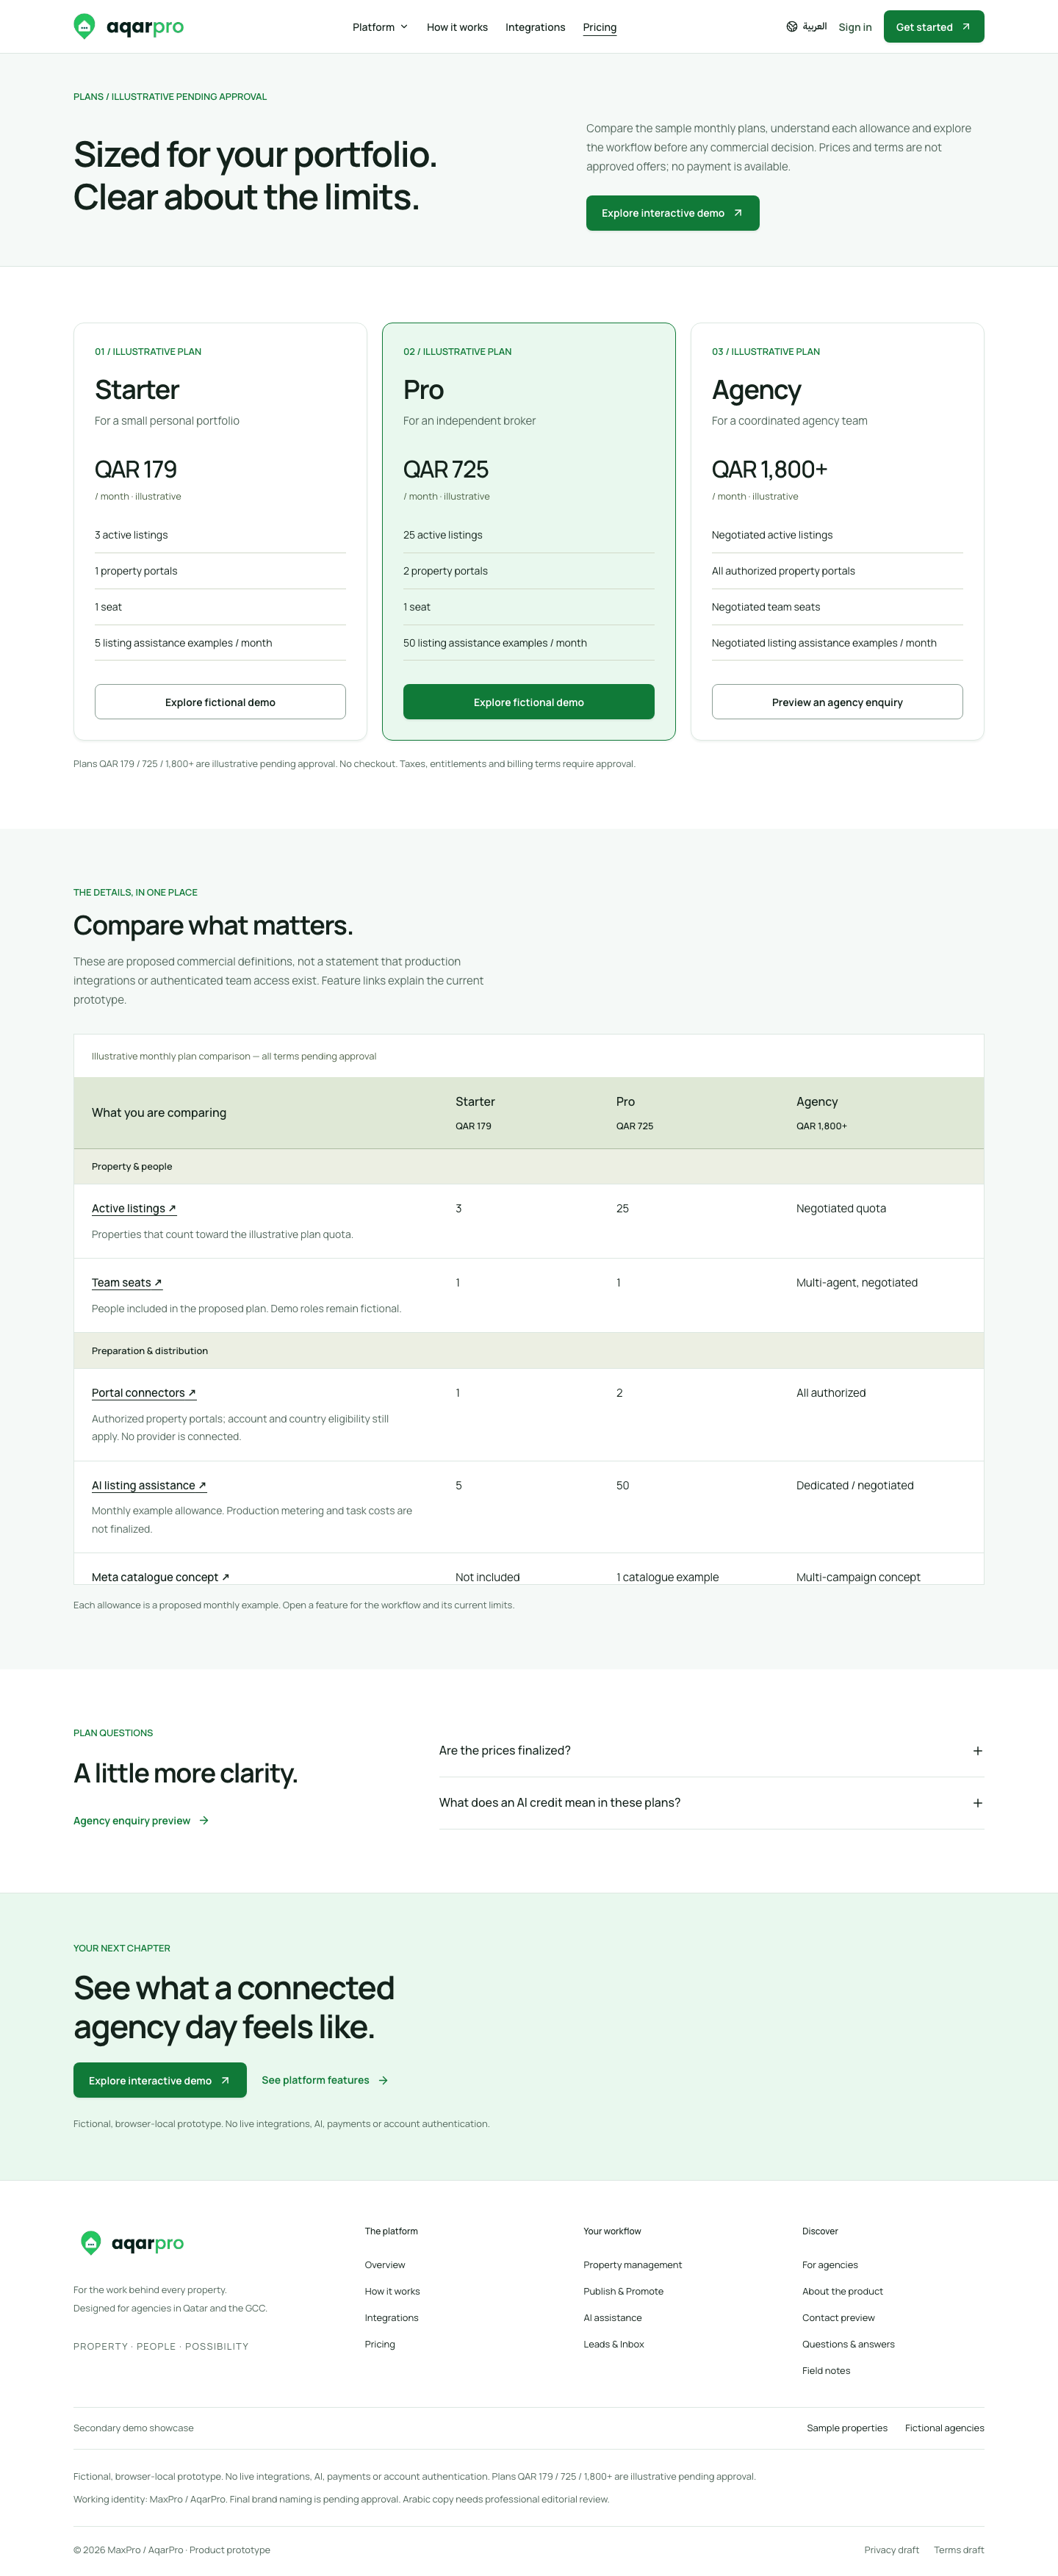 aqarpro
Platform
How it works
Integrations
Pricing
العربية
Sign in
Get started
PLANS / ILLUSTRATIVE PENDING APPROVAL
Sized for your portfolio.
Clear about the limits.
Compare the sample monthly plans, understand each allowance and explore
the workflow before any commercial decision. Prices and terms are not
approved offers; no payment is available.
Explore interactive demo
01 / ILLUSTRATIVE PLAN
Starter
For a small personal portfolio
QAR 179
/ month · illustrative
3 active listings
1 property portals
1 seat
5 listing assistance examples / month
Explore fictional demo
02 / ILLUSTRATIVE PLAN
Pro
For an independent broker
QAR 725
/ month · illustrative
25 active listings
2 property portals
1 seat
50 listing assistance examples / month
Explore fictional demo
03 / ILLUSTRATIVE PLAN
Agency
For a coordinated agency team
QAR 1,800+
/ month · illustrative
Negotiated active listings
All authorized property portals
Negotiated team seats
Negotiated listing assistance examples / month
Preview an agency enquiry
Plans QAR 179 / 725 / 1,800+ are illustrative pending approval. No checkout. Taxes, entitlements and billing terms require approval.
THE DETAILS, IN ONE PLACE
Compare what matters.
These are proposed commercial definitions, not a statement that production
integrations or authenticated team access exist. Feature links explain the current
prototype.
Illustrative monthly plan comparison — all terms pending approval
What you are comparing
Starter
QAR 179
Pro
QAR 725
Agency
QAR 1,800+
Property & people
Active listings ↗ 3 25 Negotiated quota
Properties that count toward the illustrative plan quota.
Team seats ↗ 1 1 Multi-agent, negotiated
People included in the proposed plan. Demo roles remain fictional.
Preparation & distribution
Portal connectors ↗ 1 2 All authorized
Authorized property portals; account and country eligibility still
apply. No provider is connected.
AI listing assistance ↗ 5 50 Dedicated / negotiated
Monthly example allowance. Production metering and task costs are
not finalized.
Meta catalogue concept ↗ Not included 1 catalogue example Multi-campaign concept
Each allowance is a proposed monthly example. Open a feature for the workflow and its current limits.
PLAN QUESTIONS
A little more clarity.
Agency enquiry preview →
Are the prices finalized? +
What does an AI credit mean in these plans? +
YOUR NEXT CHAPTER
See what a connected
agency day feels like.
Explore interactive demo
See platform features →
Fictional, browser-local prototype. No live integrations, AI, payments or account authentication.
aqarpro
For the work behind every property.
Designed for agencies in Qatar and the GCC.
PROPERTY · PEOPLE · POSSIBILITY
The platform
Overview
How it works
Integrations
Pricing
Your workflow
Property management
Publish & Promote
AI assistance
Leads & Inbox
Discover
For agencies
About the product
Contact preview
Questions & answers
Field notes
Secondary demo showcase
Sample properties
Fictional agencies
Fictional, browser-local prototype. No live integrations, AI, payments or account authentication. Plans QAR 179 / 725 / 1,800+ are illustrative pending approval.
Working identity: MaxPro / AqarPro. Final brand naming is pending approval. Arabic copy needs professional editorial review.
© 2026 MaxPro / AqarPro · Product prototype
Privacy draft
Terms draft